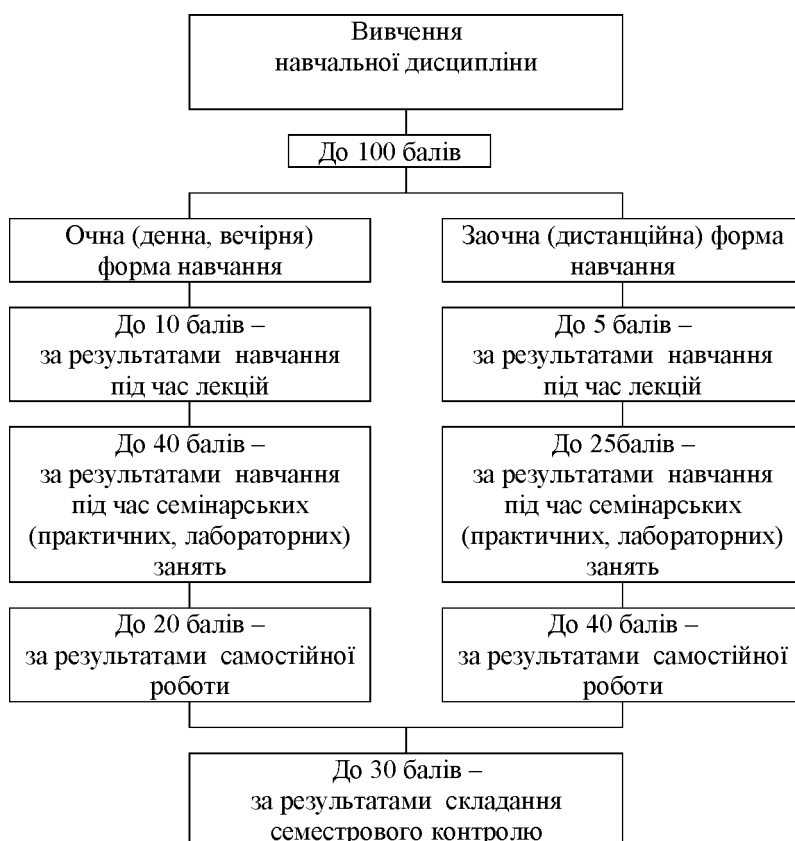 Вивчення
навчальної дисципліни
До 100 балів
Очна (денна, вечірня)
форма навчання
Заочна (дистанційна) форма
навчання
До 10 балів –
за результатами навчання
під час лекцій
До 5 балів –
за результатами навчання
під час лекцій
До 40 балів –
за результатами навчання
під час семінарських
(практичних, лабораторних)
занять
До 25балів –
за результатами навчання
під час семінарських
(практичних, лабораторних)
занять
До 20 балів –
за результатами самостійної
роботи
До 40 балів –
за результатами самостійної
роботи
До 30 балів –
за результатами складання
семестрового контролю